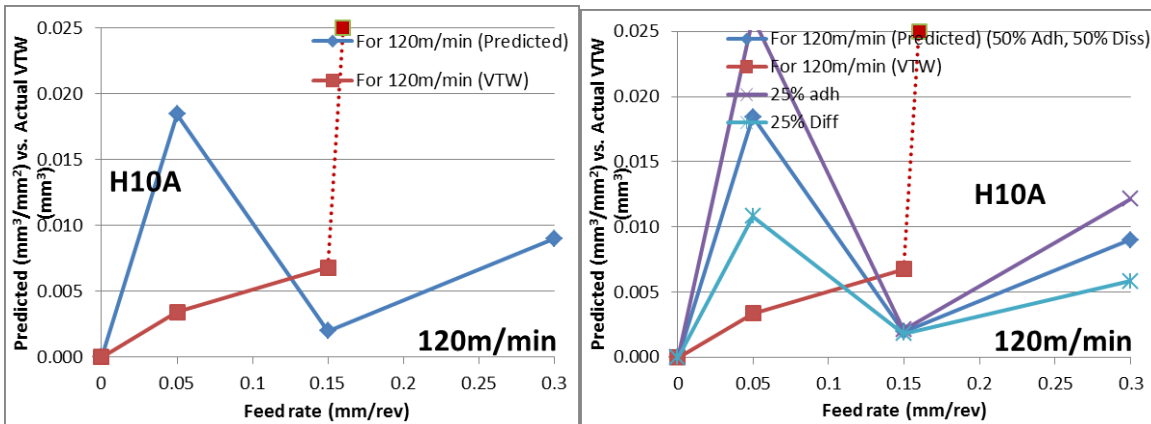 0.025
0.020
0.015
0.010
0.005
0.000
0
0.05
0.1
0.15
0.2
0.25
0.3
Predicted (mm³/mm²) vs. Actual VTW
(mm³)
Feed rate (mm/rev)
For 120m/min (Predicted)
For 120m/min (VTW)
H10A
120m/min
0.025
0.020
0.015
0.010
0.005
0.000
0
0.05
0.1
0.15
0.2
0.25
0.3
Predicted (mm³/mm²) vs. Actual VTW
(mm³)
Feed rate (mm/rev)
For 120m/min (Predicted) (50% Adh, 50% Diss)
For 120m/min (VTW)
25% adh
25% Diff
H10A
120m/min